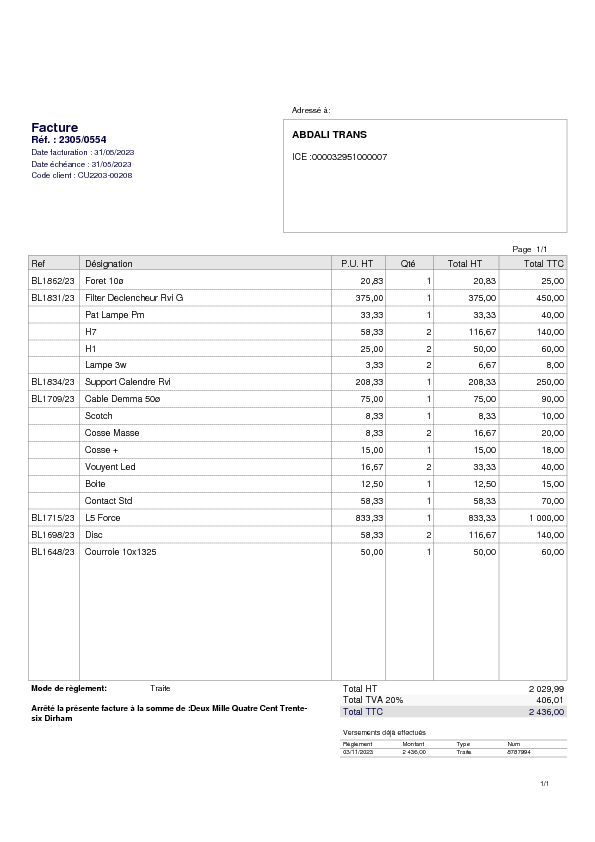 Adressé à:
Facture
Réf. : 2305/0554
Date facturation : 31/05/2023
Date échéance : 31/05/2023
Code client : CU2203-00208
ABDALI TRANS
ICE :000032951000007
Page 1/1
Ref Désignation P.U. HT Qté Total HT Total TTC
BL1862/23 Foret 10ø 20,83 1 20,83 25,00
BL1831/23 Filter Declencheur Rvi G 375,00 1 375,00 450,00
Pat Lampe Pm 33,33 1 33,33 40,00
H7 58,33 2 116,67 140,00
H1 25,00 2 50,00 60,00
Lampe 3w 3,33 2 6,67 8,00
BL1834/23 Support Calendre Rvi 208,33 1 208,33 250,00
BL1709/23 Cable Demma 50ø 75,00 1 75,00 90,00
Scotch 8,33 1 8,33 10,00
Cosse Masse 8,33 2 16,67 20,00
Cosse + 15,00 1 15,00 18,00
Vouyent Led 16,67 2 33,33 40,00
Boite 12,50 1 12,50 15,00
Contact Std 58,33 1 58,33 70,00
BL1715/23 L5 Force 833,33 1 833,33 1 000,00
BL1698/23 Disc 58,33 2 116,67 140,00
BL1648/23 Courroie 10x1325 50,00 1 50,00 60,00
Mode de règlement: Traite
Arrêté la présente facture à la somme de :Deux Mille Quatre Cent Trente-
six Dirham
Total HT 2 029,99
Total TVA 20% 406,01
Total TTC 2 436,00
Versements déjà effectués
Règlement Montant Type Num
03/11/2023 2 436,00 Traite 8787994
1/1